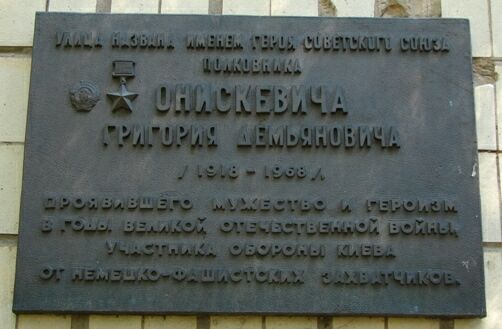 УЛИЦА НАЗВАНА ИМЕНЕМ ГЕРОЯ СОВЕТСКОГО СОЮЗА
ПОЛКОВНИКА
ОНИСКЕВИЧА
ГРИГОРИЯ ДЕМЬЯНОВИЧА
/1918-1968/,
ПРОЯВИВШЕГО МУЖЕСТВО И ГЕРОИЗМ
В ГОДЫ ВЕЛИКОЙ ОТЕЧЕСТВЕННОЙ ВОЙНЫ,
УЧАСТНИКА ОБОРОНЫ КИЕВА
ОТ НЕМЕЦКО-ФАШИСТСКИХ ЗАХВАТЧИКОВ.